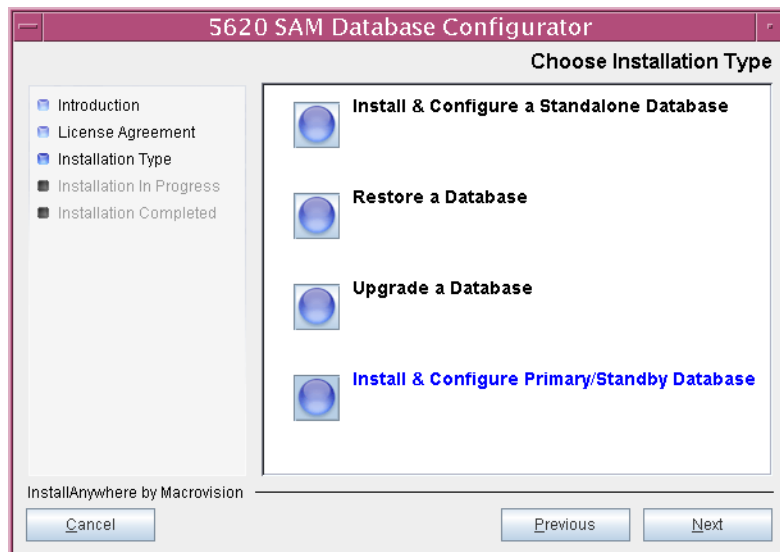 5620 SAM Database Configurator
Choose Installation Type
Introduction
License Agreement
Installation Type
Installation In Progress
Installation Completed
Install & Configure a Standalone Database
Restore a Database
Upgrade a Database
Install & Configure Primary/Standby Database
InstallAnywhere by Macrovision
Cancel
Previous
Next